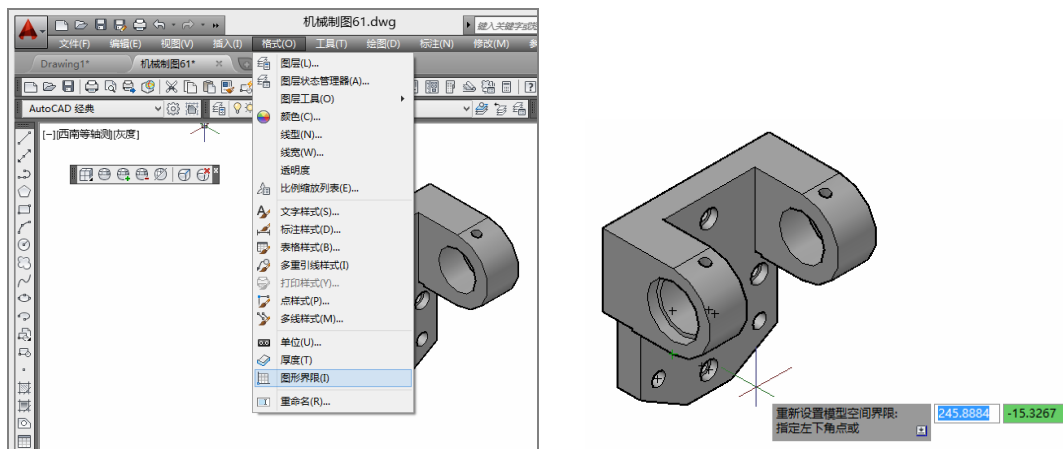 机械制图61.dwg
键入关键字或短
文件(F) 编辑(E) 视图(V) 插入(I) 格式(O) 工具(T) 绘图(D) 标注(N) 修改(M)
Drawing1* 机械制图61*
AutoCAD 经典
[−][西南等轴测][灰度]
图层(L)...
图层状态管理器(A)...
图层工具(O)
颜色(C)...
线型(N)...
线宽(W)...
透明度
比例缩放列表(E)...
文字样式(S)...
标注样式(D)...
表格样式(B)...
多重引线样式(I)
打印样式(Y)...
点样式(P)...
多线样式(M)...
单位(U)...
厚度(T)
图形界限(I)
重命名(R)...
重新设置模型空间界限:
指定左下角点或
245.8884 -15.3267